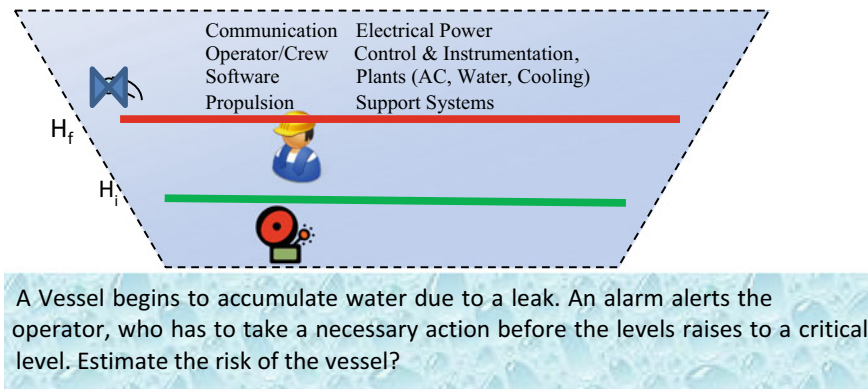 Communication Electrical Power
Operator/Crew Control & Instrumentation,
Software Plants (AC, Water, Cooling)
Propulsion Support Systems
Hf
Hi
A Vessel begins to accumulate water due to a leak. An alarm alerts the
operator, who has to take a necessary action before the levels raises to a critical
level. Estimate the risk of the vessel?